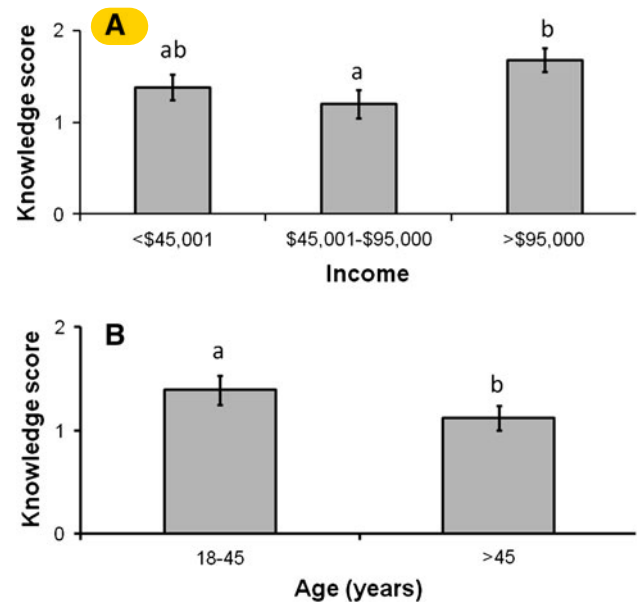 A
Knowledge score
2
1
0
ab
a
b
<$45,001
$45,001-$95,000
>$95,000
Income
B
Knowledge score
2
1
0
a
b
18-45
>45
Age (years)